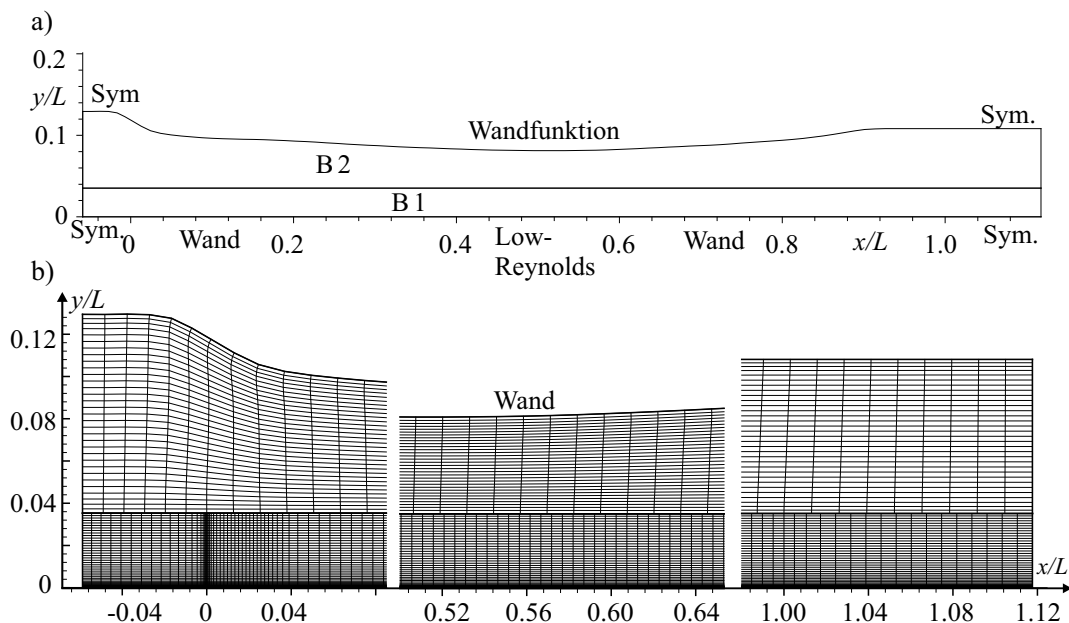 a)
0.2
y/L
Sym
Sym.
0.1
Wandfunktion
B 2
B 1
0
Sym.
0
Wand
0.2
0.4
Low-
Reynolds
0.6
Wand
0.8
x/L
1.0
Sym.
b)
y/L
0.12
0.08
Wand
0.04
0
x/L
-0.04
0
0.04
0.52
0.56
0.60
0.64
1.00
1.04
1.08
1.12